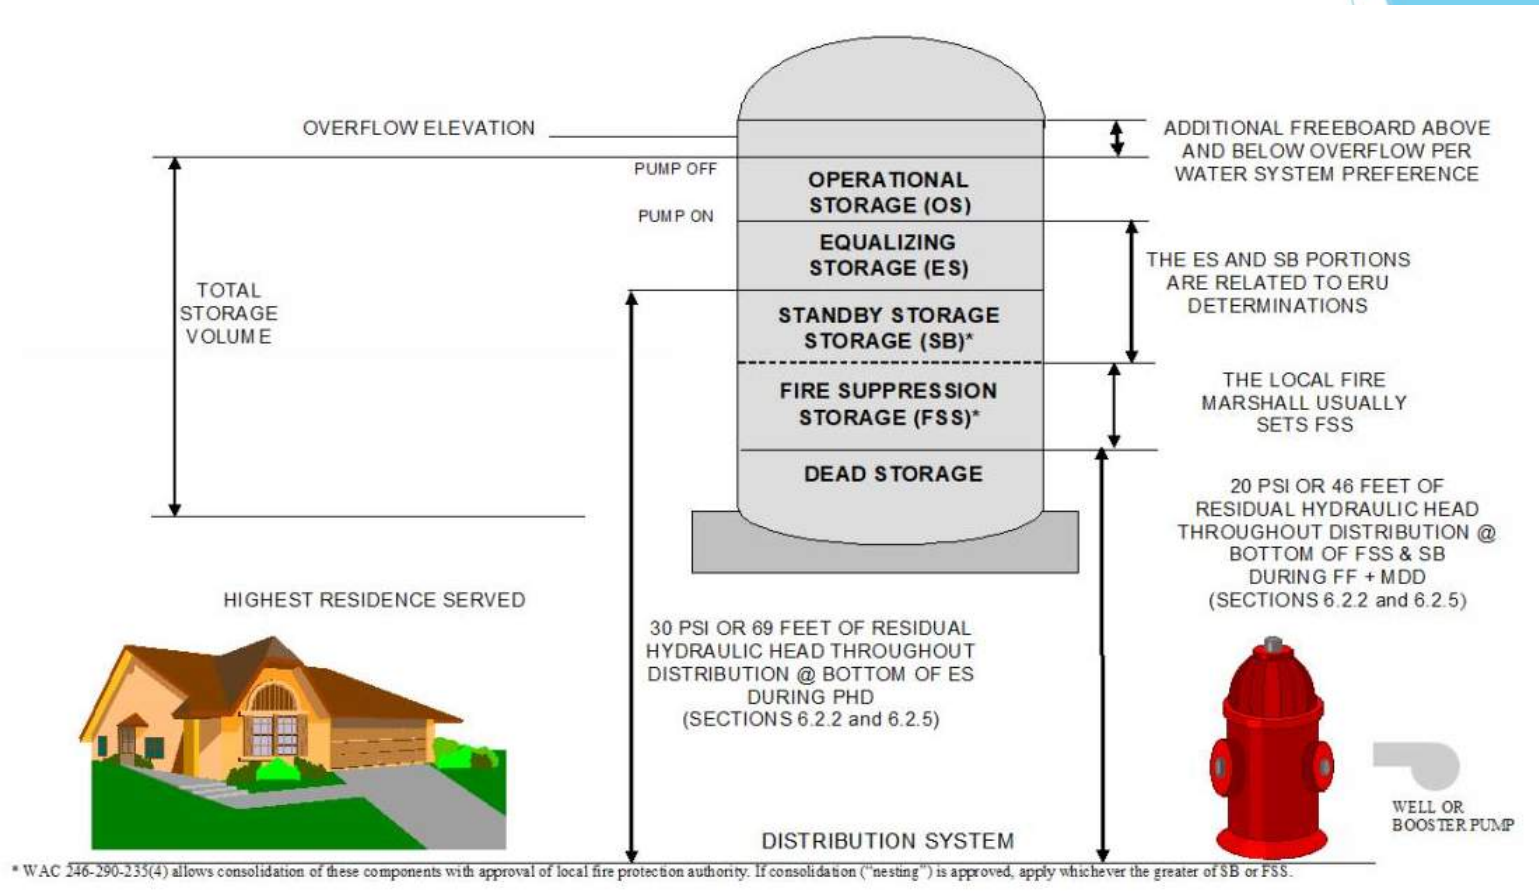 OVERFLOW ELEVATION
PUMP OFF
PUMP ON
TOTAL
STORAGE
VOLUME
OPERATIONAL
STORAGE (OS)
EQUALIZING
STORAGE (ES)
STANDBY STORAGE
STORAGE (SB)*
FIRE SUPPRESSION
STORAGE (FSS)*
DEAD STORAGE
ADDITIONAL FREEBOARD ABOVE
AND BELOW OVERFLOW PER
WATER SYSTEM PREFERENCE
THE ES AND SB PORTIONS
ARE RELATED TO ERU
DETERMINATIONS
THE LOCAL FIRE
MARSHALL USUALLY
SETS FSS
20 PSI OR 46 FEET OF
RESIDUAL HYDRAULIC HEAD
THROUGHOUT DISTRIBUTION @
BOTTOM OF FSS & SB
DURING FF + MDD
(SECTIONS 6.2.2 and 6.2.5)
HIGHEST RESIDENCE SERVED
30 PSI OR 69 FEET OF RESIDUAL
HYDRAULIC HEAD THROUGHOUT
DISTRIBUTION @ BOTTOM OF ES
DURING PHD
(SECTIONS 6.2.2 and 6.2.5)
WELL OR
BOOSTER PUMP
DISTRIBUTION SYSTEM
* WAC 246-290-235(4) allows consolidation of these components with approval of local fire protection authority. If consolidation ("nesting") is approved, apply whichever the greater of SB or FSS.